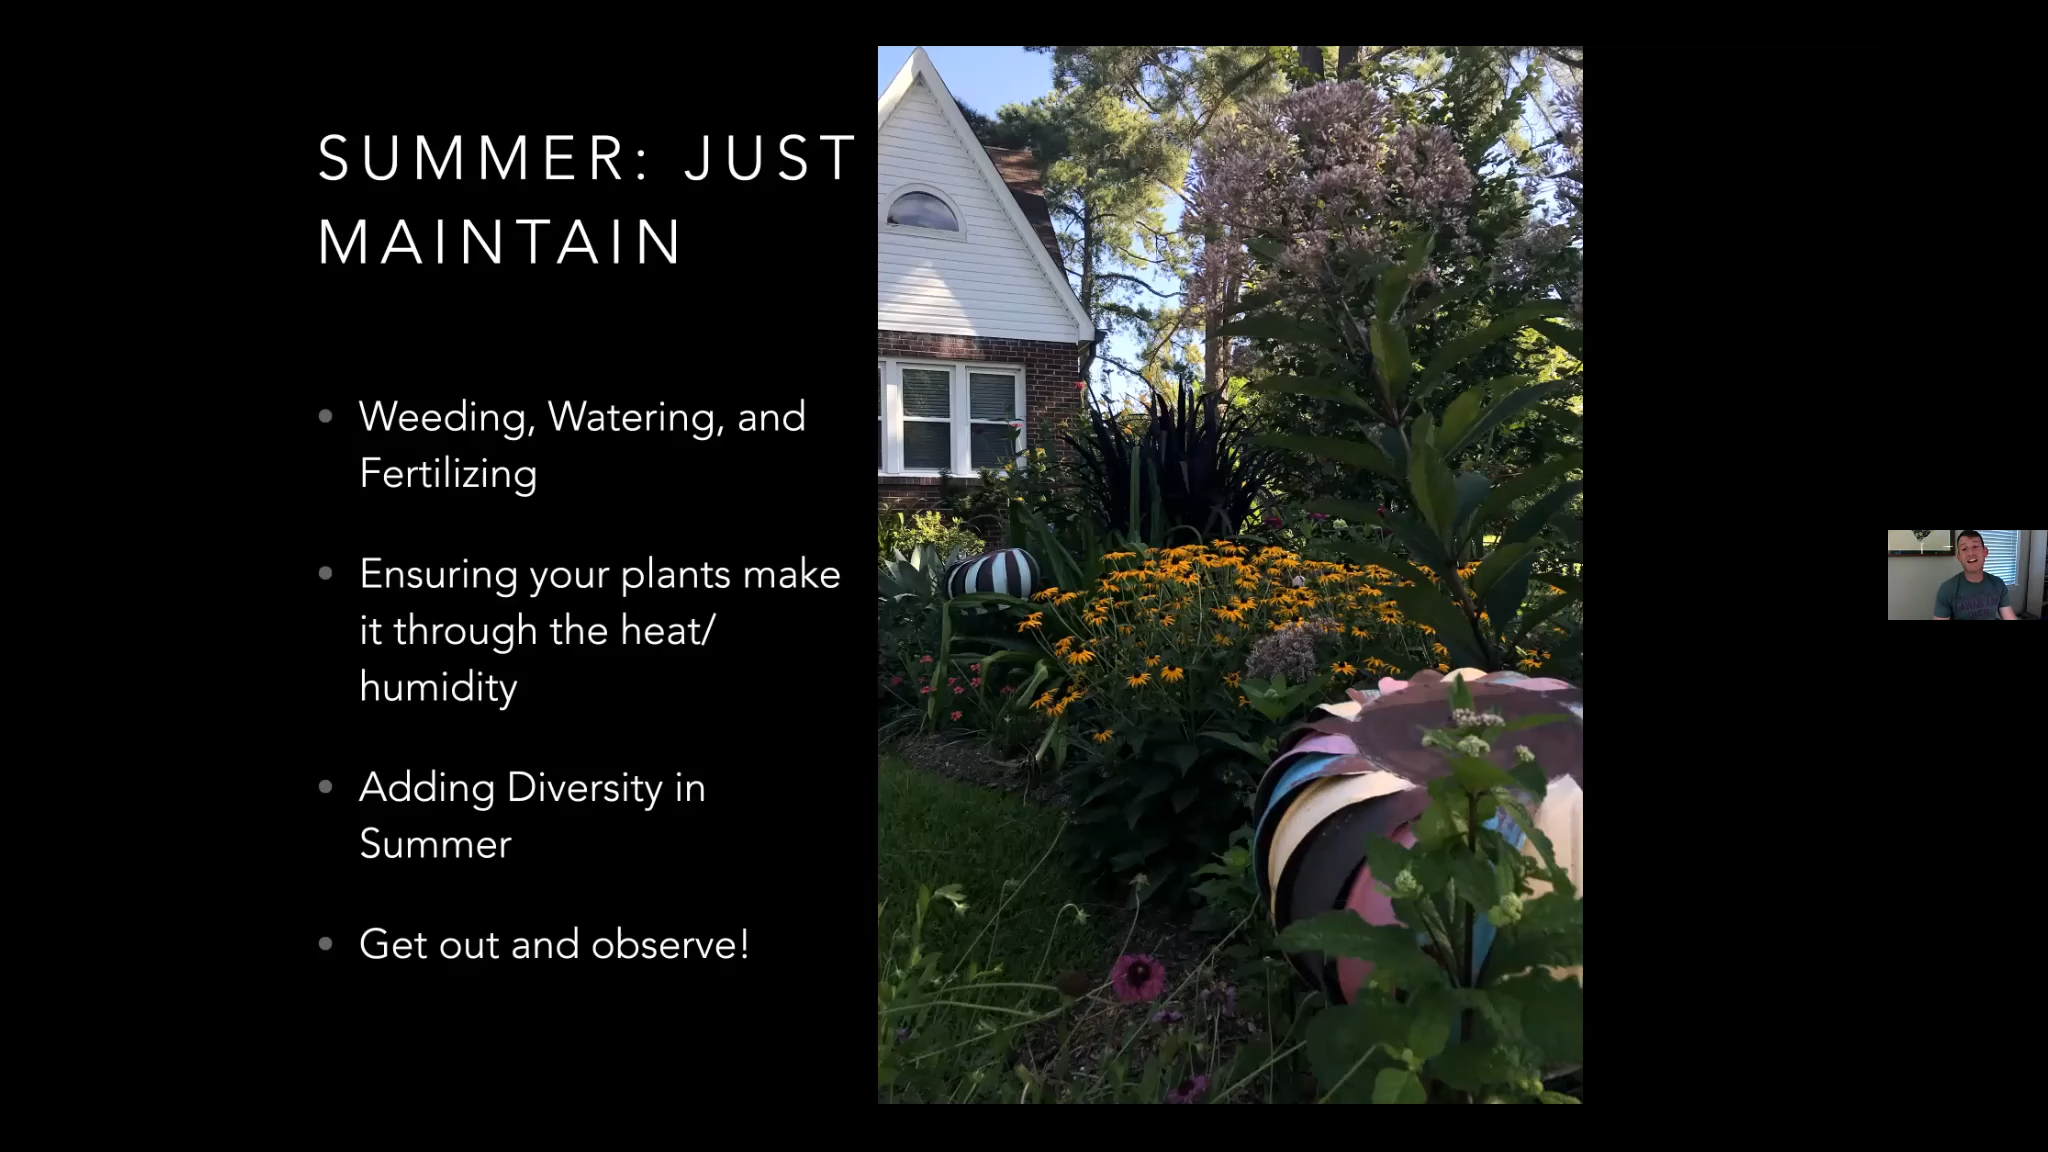 SUMMER: JUST
MAINTAIN
Weeding, Watering, and
Fertilizing
Ensuring your plants make
it through the heat/
humidity
Adding Diversity in
Summer
Get out and observe!